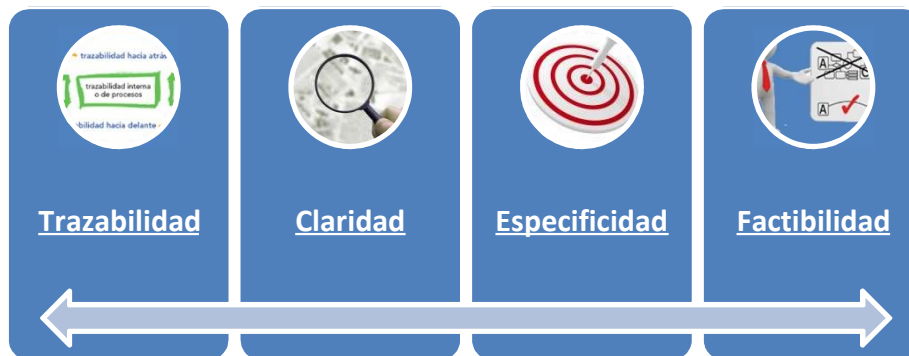 trazabilidad hacia atrás
trazabilidad interna
o de procesos
bilidad hacia delante
A
A
Trazabilidad
Claridad
Especificidad
Factibilidad